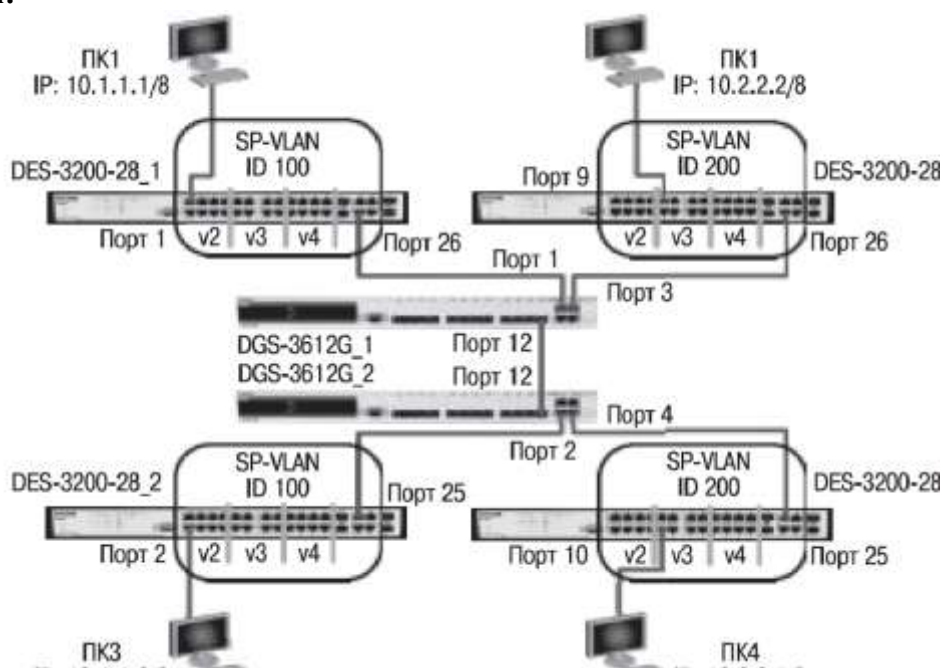 ПК1
IP: 10.1.1.1/8
ПК1
IP: 10.2.2.2/8
SP-VLAN
ID 100
SP-VLAN
ID 200
DES-3200-28_1
Порт 9
DES-3200-28
Порт 1
v2 v3 v4
Порт 26
v2 v3 v4
Порт 26
Порт 1
Порт 3
DGS-3612G_1
Порт 12
DGS-3612G_2
Порт 12
Порт 4
Порт 2
SP-VLAN
ID 100
SP-VLAN
ID 200
DES-3200-28_2
Порт 25
DES-3200-28
Порт 2
v2 v3 v4
Порт 10
v2 v3 v4
Порт 25
ПК3
ПК4